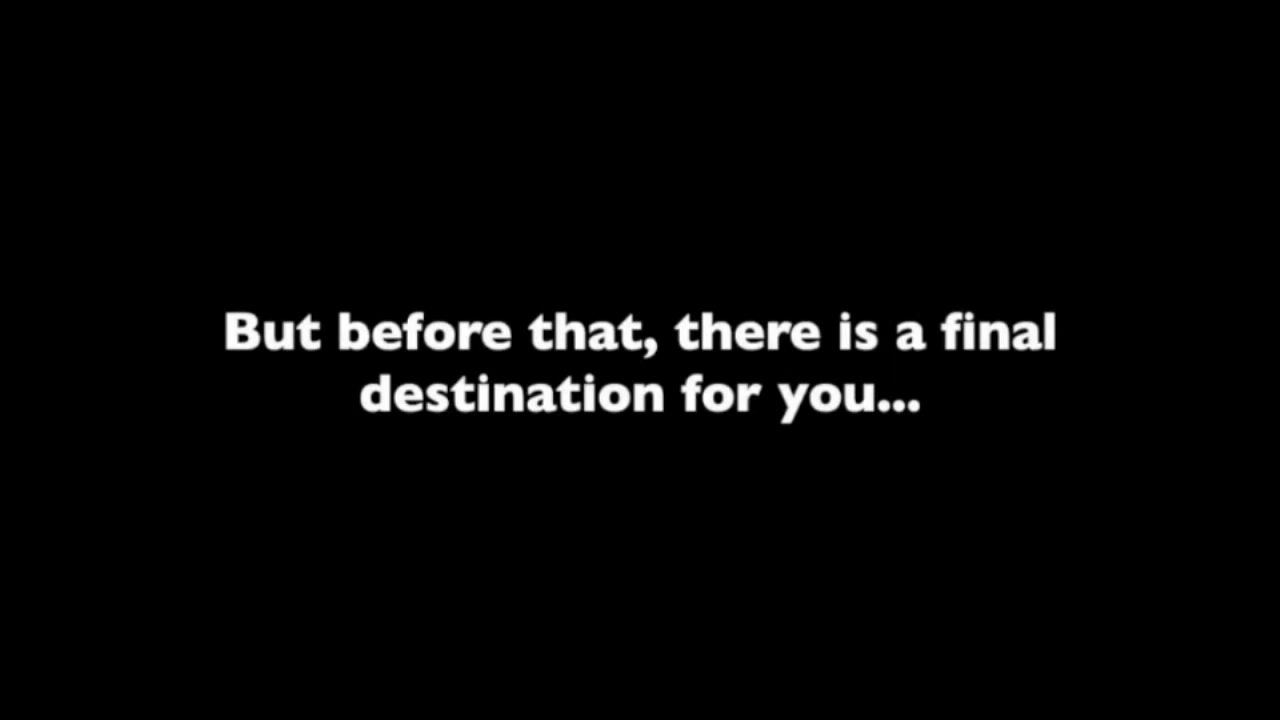 But before that, there is a final
destination for you...